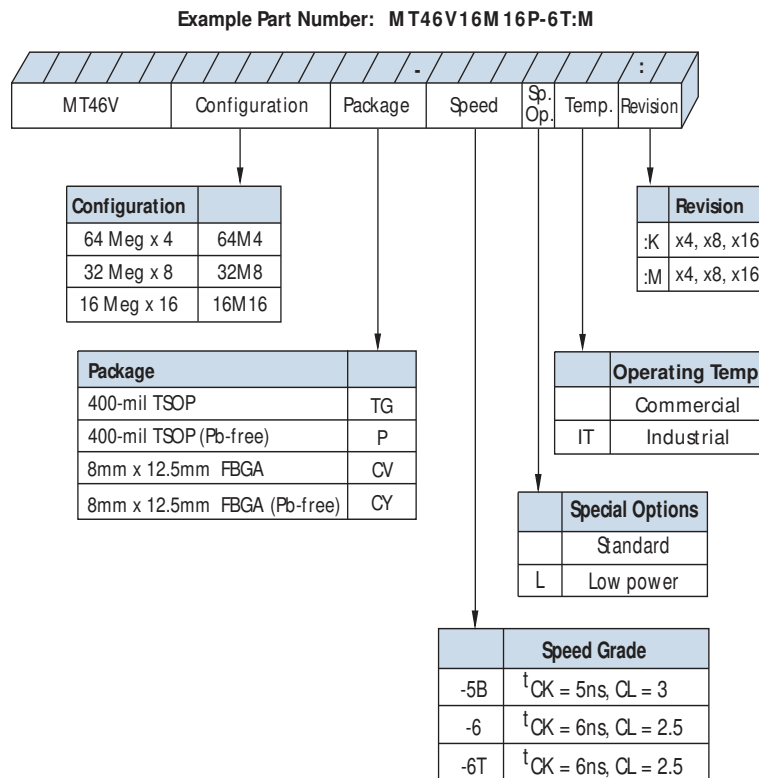 Example Part Number: MT46V16M16P-6T:M
- :
MT46V Configuration Package Speed Sp. Op. Temp. Revision
Configuration
64 Meg x 4 64M4
32 Meg x 8 32M8
16 Meg x 16 16M16
Revision
:K x4, x8, x16
:M x4, x8, x16
Package
400-mil TSOP TG
400-mil TSOP (Pb-free) P
8mm x 12.5mm FBGA CV
8mm x 12.5mm FBGA (Pb-free) CY
Operating Temp
Commercial
IT Industrial
Special Options
Standard
L Low power
Speed Grade
-5B tCK = 5ns, CL = 3
-6 tCK = 6ns, CL = 2.5
-6T tCK = 6ns, CL = 2.5